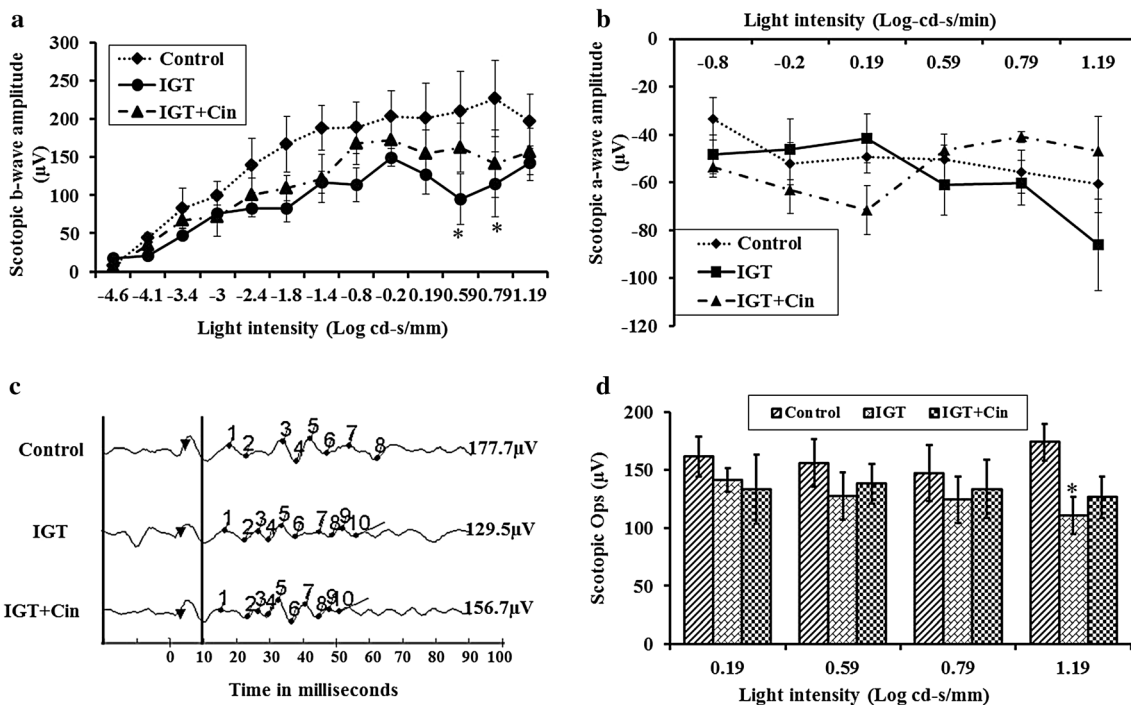 a
Scotopic b-wave amplitude
(µV)
300
250
200
150
100
50
0
Control
IGT
IGT+Cin
*
*
-4.6 -4.1 -3.4 -3 -2.4 -1.8 -1.4 -0.8 -0.2 0.19 0.59 0.79 1.19
Light intensity (Log cd-s/mm)
b
Light intensity (Log-cd-s/min)
Scotopic a-wave amplitude
(µV)
0
-20
-40
-60
-80
-100
-120
-0.8 -0.2 0.19 0.59 0.79 1.19
Control
IGT
IGT+Cin
c
Control
1 2 3 4 5 6 7 8
177.7µV
IGT
1 2 3 4 5 6 7 8 9 10
129.5µV
IGT+Cin
1 2 3 4 5 6 7 8 9 10
156.7µV
0 10 20 30 40 50 60 70 80 90 100
Time in milliseconds
d
Scotopic Ops (µV)
200
150
100
50
0
Control IGT IGT+Cin
*
0.19 0.59 0.79 1.19
Light intensity (Log cd-s/mm)